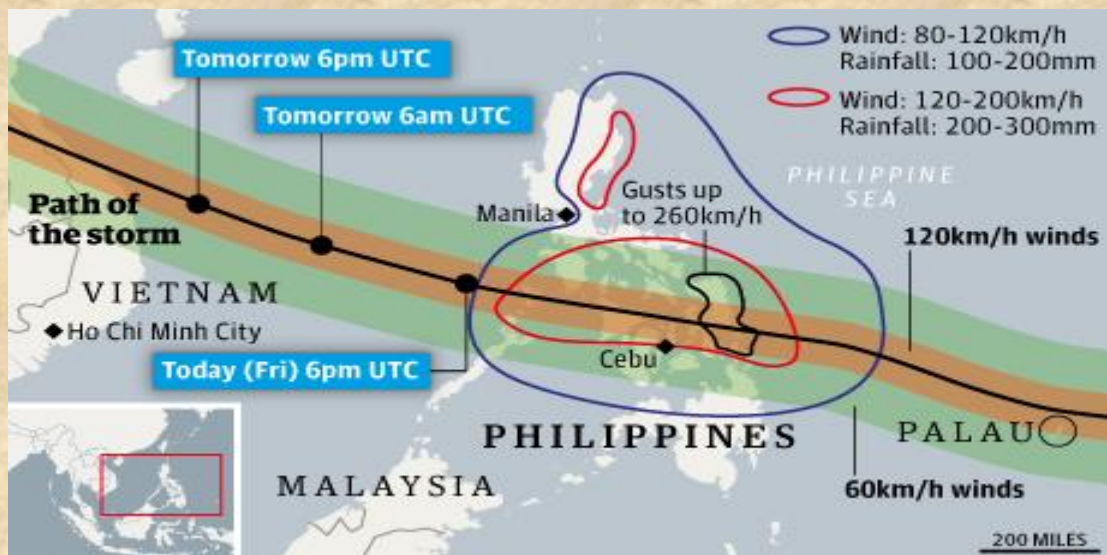 Tomorrow 6pm UTC
Tomorrow 6am UTC
Wind: 80-120km/h
Rainfall: 100-200mm
Wind: 120-200km/h
Rainfall: 200-300mm
PHILIPPINE
SEA
Gusts up
to 260km/h
Manila
Path of
the storm
120km/h winds
VIETNAM
Ho Chi Minh City
Today (Fri) 6pm UTC
Cebu
PHILIPPINES
PALAU
MALAYSIA
60km/h winds
200 MILES